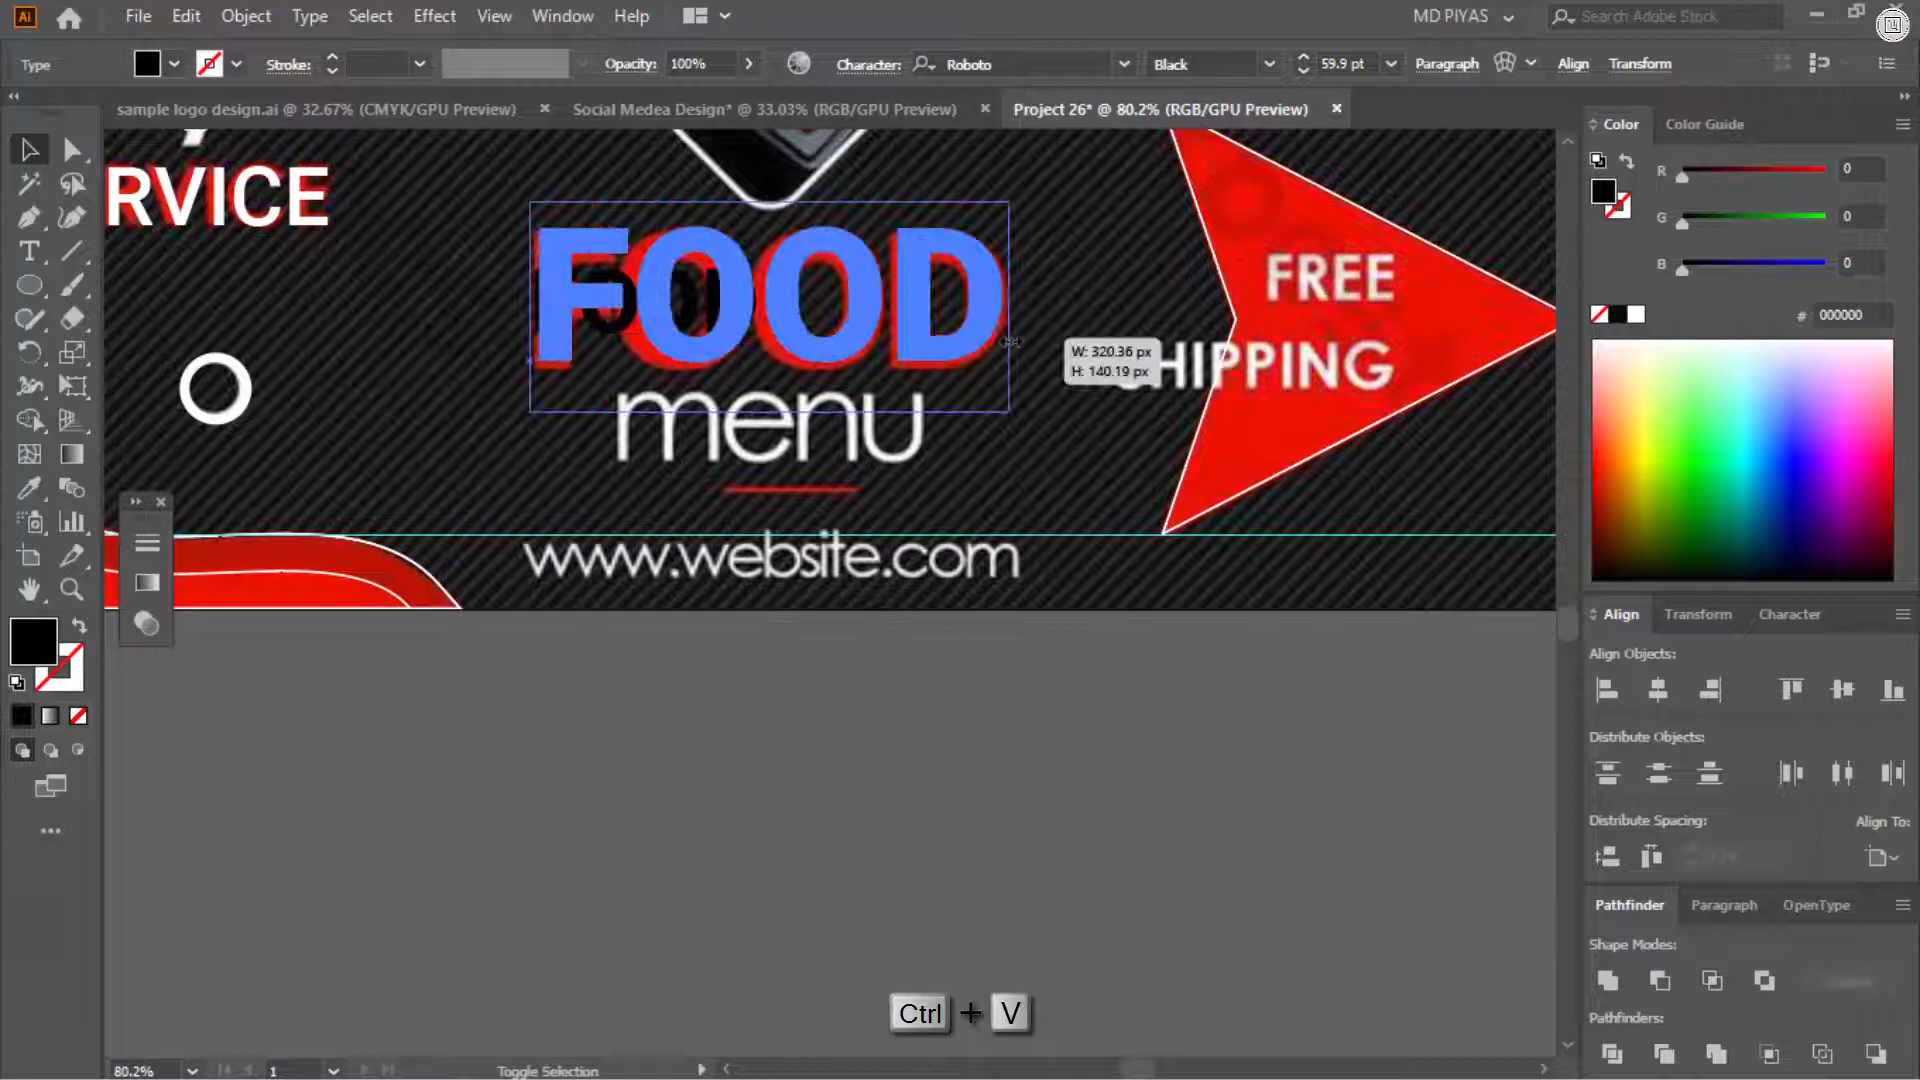 Ai File Edit Object Type Select Effect View Window Help MD PIYAS Search Adobe Stock
Type Stroke: Opacity: 100% Character: Roboto Black 59.9 pt Paragraph Align Transform
sample logo design.ai @ 32.67% (CMYK/GPU Preview) Social Medea Design* @ 33.03% (RGB/GPU Preview) Project 26* @ 80.2% (RGB/GPU Preview)
Color Color Guide
R 0
G 0
B 0
# 000000
RVICE
FOOD
menu
www.website.com
FREE
SHIPPING
W: 320.36 px
H: 140.19 px
Align Transform Character
Align Objects:
Distribute Objects:
Distribute Spacing: Align To:
Pathfinder Paragraph OpenType
Shape Modes:
Pathfinders:
Ctrl + V
80.2% 1 Toggle Selection